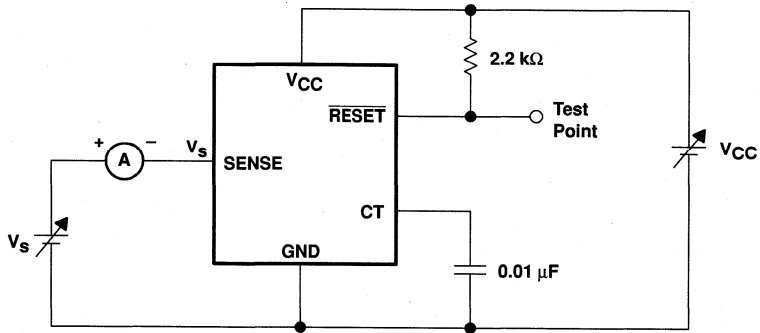 2.2 kΩ
VCC
RESET
Test
Point
+
A
−
Vs
SENSE
VCC
CT
Vs
GND
0.01 μF